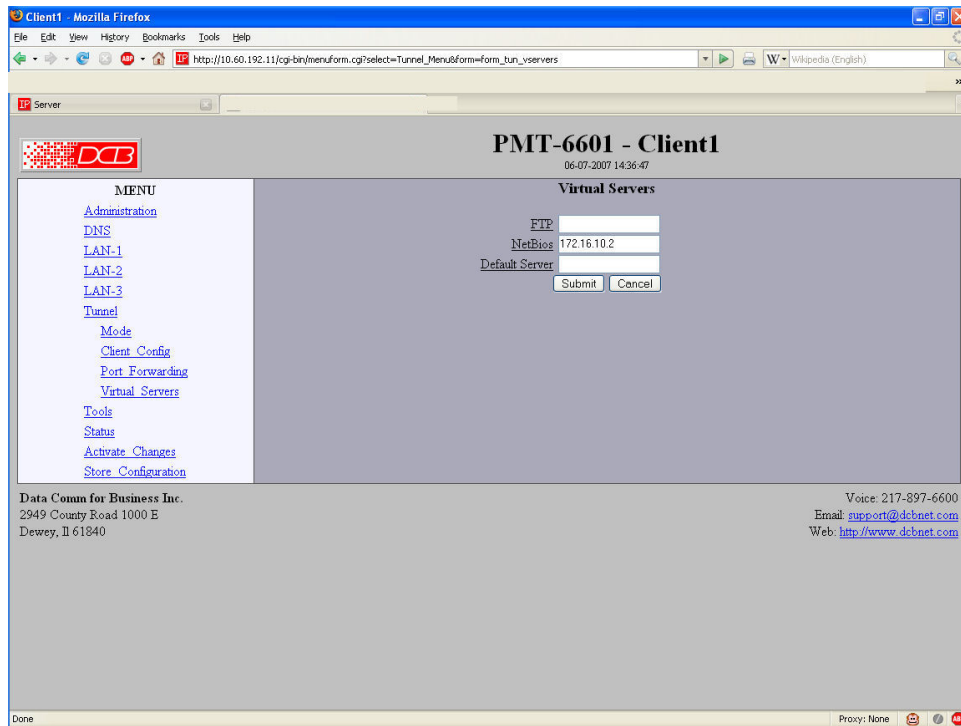 Client1 - Mozilla Firefox
File Edit View History Bookmarks Tools Help
ABP IP http://10.60.192.11/cgi-bin/menuform.cgi?select=Tunnel_Menu&form=form_tun_vservers W Wikipedia (English)
»
IP Server
DCB
PMT-6601 - Client1
06-07-2007 14:36:47
MENU
Administration
DNS
LAN-1
LAN-2
LAN-3
Tunnel
Mode
Client Config
Port Forwarding
Virtual Servers
Tools
Status
Activate Changes
Store Configuration
Virtual Servers
FTP
NetBios 172.16.10.2
Default Server
Submit Cancel
Data Comm for Business Inc.
2949 County Road 1000 E
Dewey, Il 61840
Voice: 217-897-6600
Email: support@dcbnet.com
Web: http://www.dcbnet.com
Done
Proxy: None